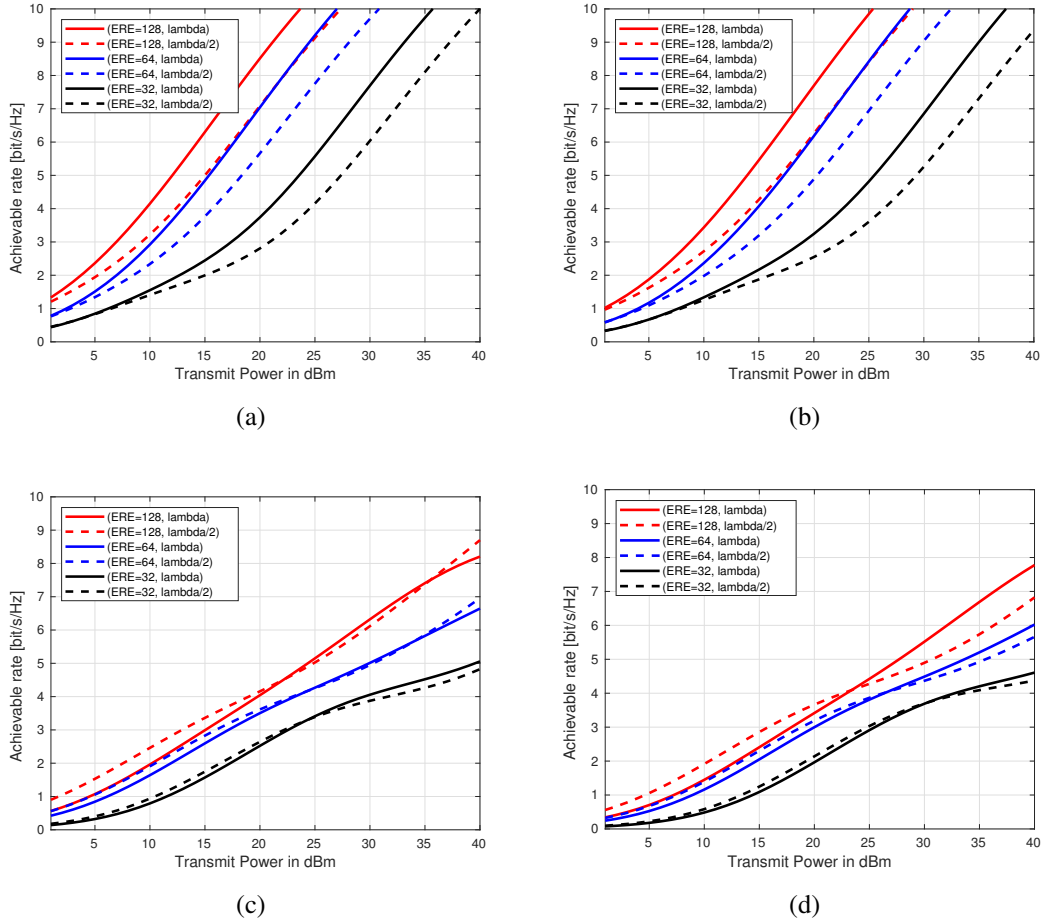 10
9
8
7
6
5
4
3
2
1
0
Achievable rate [bit/s/Hz]
(ERE=128, lambda)
(ERE=128, lambda/2)
(ERE=64, lambda)
(ERE=64, lambda/2)
(ERE=32, lambda)
(ERE=32, lambda/2)
5 10 15 20 25 30 35 40
Transmit Power in dBm
(a)
10
9
8
7
6
5
4
3
2
1
0
Achievable rate [bit/s/Hz]
(ERE=128, lambda)
(ERE=128, lambda/2)
(ERE=64, lambda)
(ERE=64, lambda/2)
(ERE=32, lambda)
(ERE=32, lambda/2)
5 10 15 20 25 30 35 40
Transmit Power in dBm
(b)
10
9
8
7
6
5
4
3
2
1
0
Achievable rate [bit/s/Hz]
(ERE=128, lambda)
(ERE=128, lambda/2)
(ERE=64, lambda)
(ERE=64, lambda/2)
(ERE=32, lambda)
(ERE=32, lambda/2)
5 10 15 20 25 30 35 40
Transmit Power in dBm
(c)
10
9
8
7
6
5
4
3
2
1
0
Achievable rate [bit/s/Hz]
(ERE=128, lambda)
(ERE=128, lambda/2)
(ERE=64, lambda)
(ERE=64, lambda/2)
(ERE=32, lambda)
(ERE=32, lambda/2)
5 10 15 20 25 30 35 40
Transmit Power in dBm
(d)